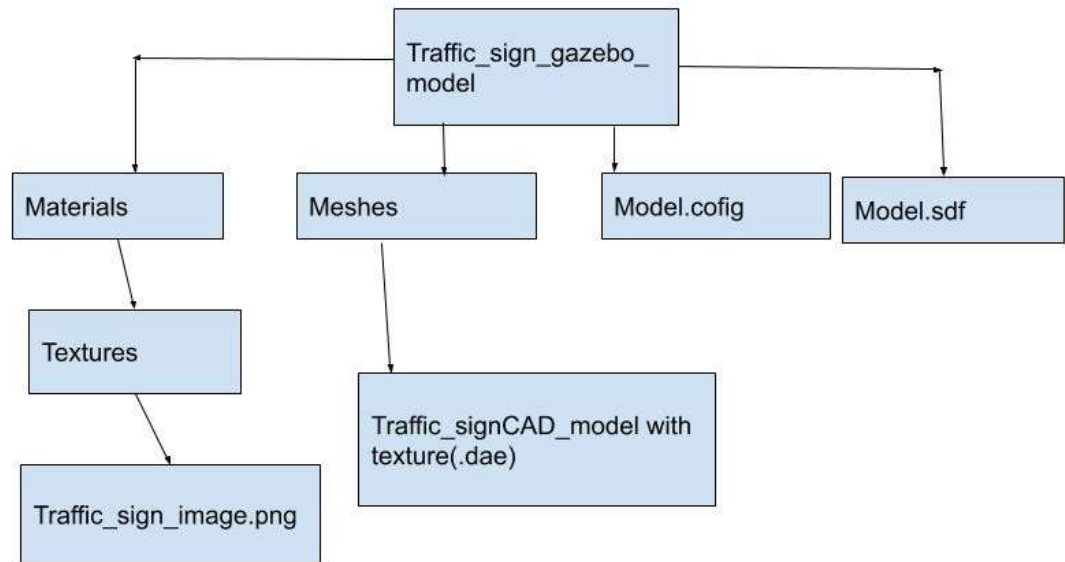 Traffic_sign_gazebo_
model
Materials
Meshes
Model.cofig
Model.sdf
Textures
Traffic_signCAD_model with
texture(.dae)
Traffic_sign_image.png